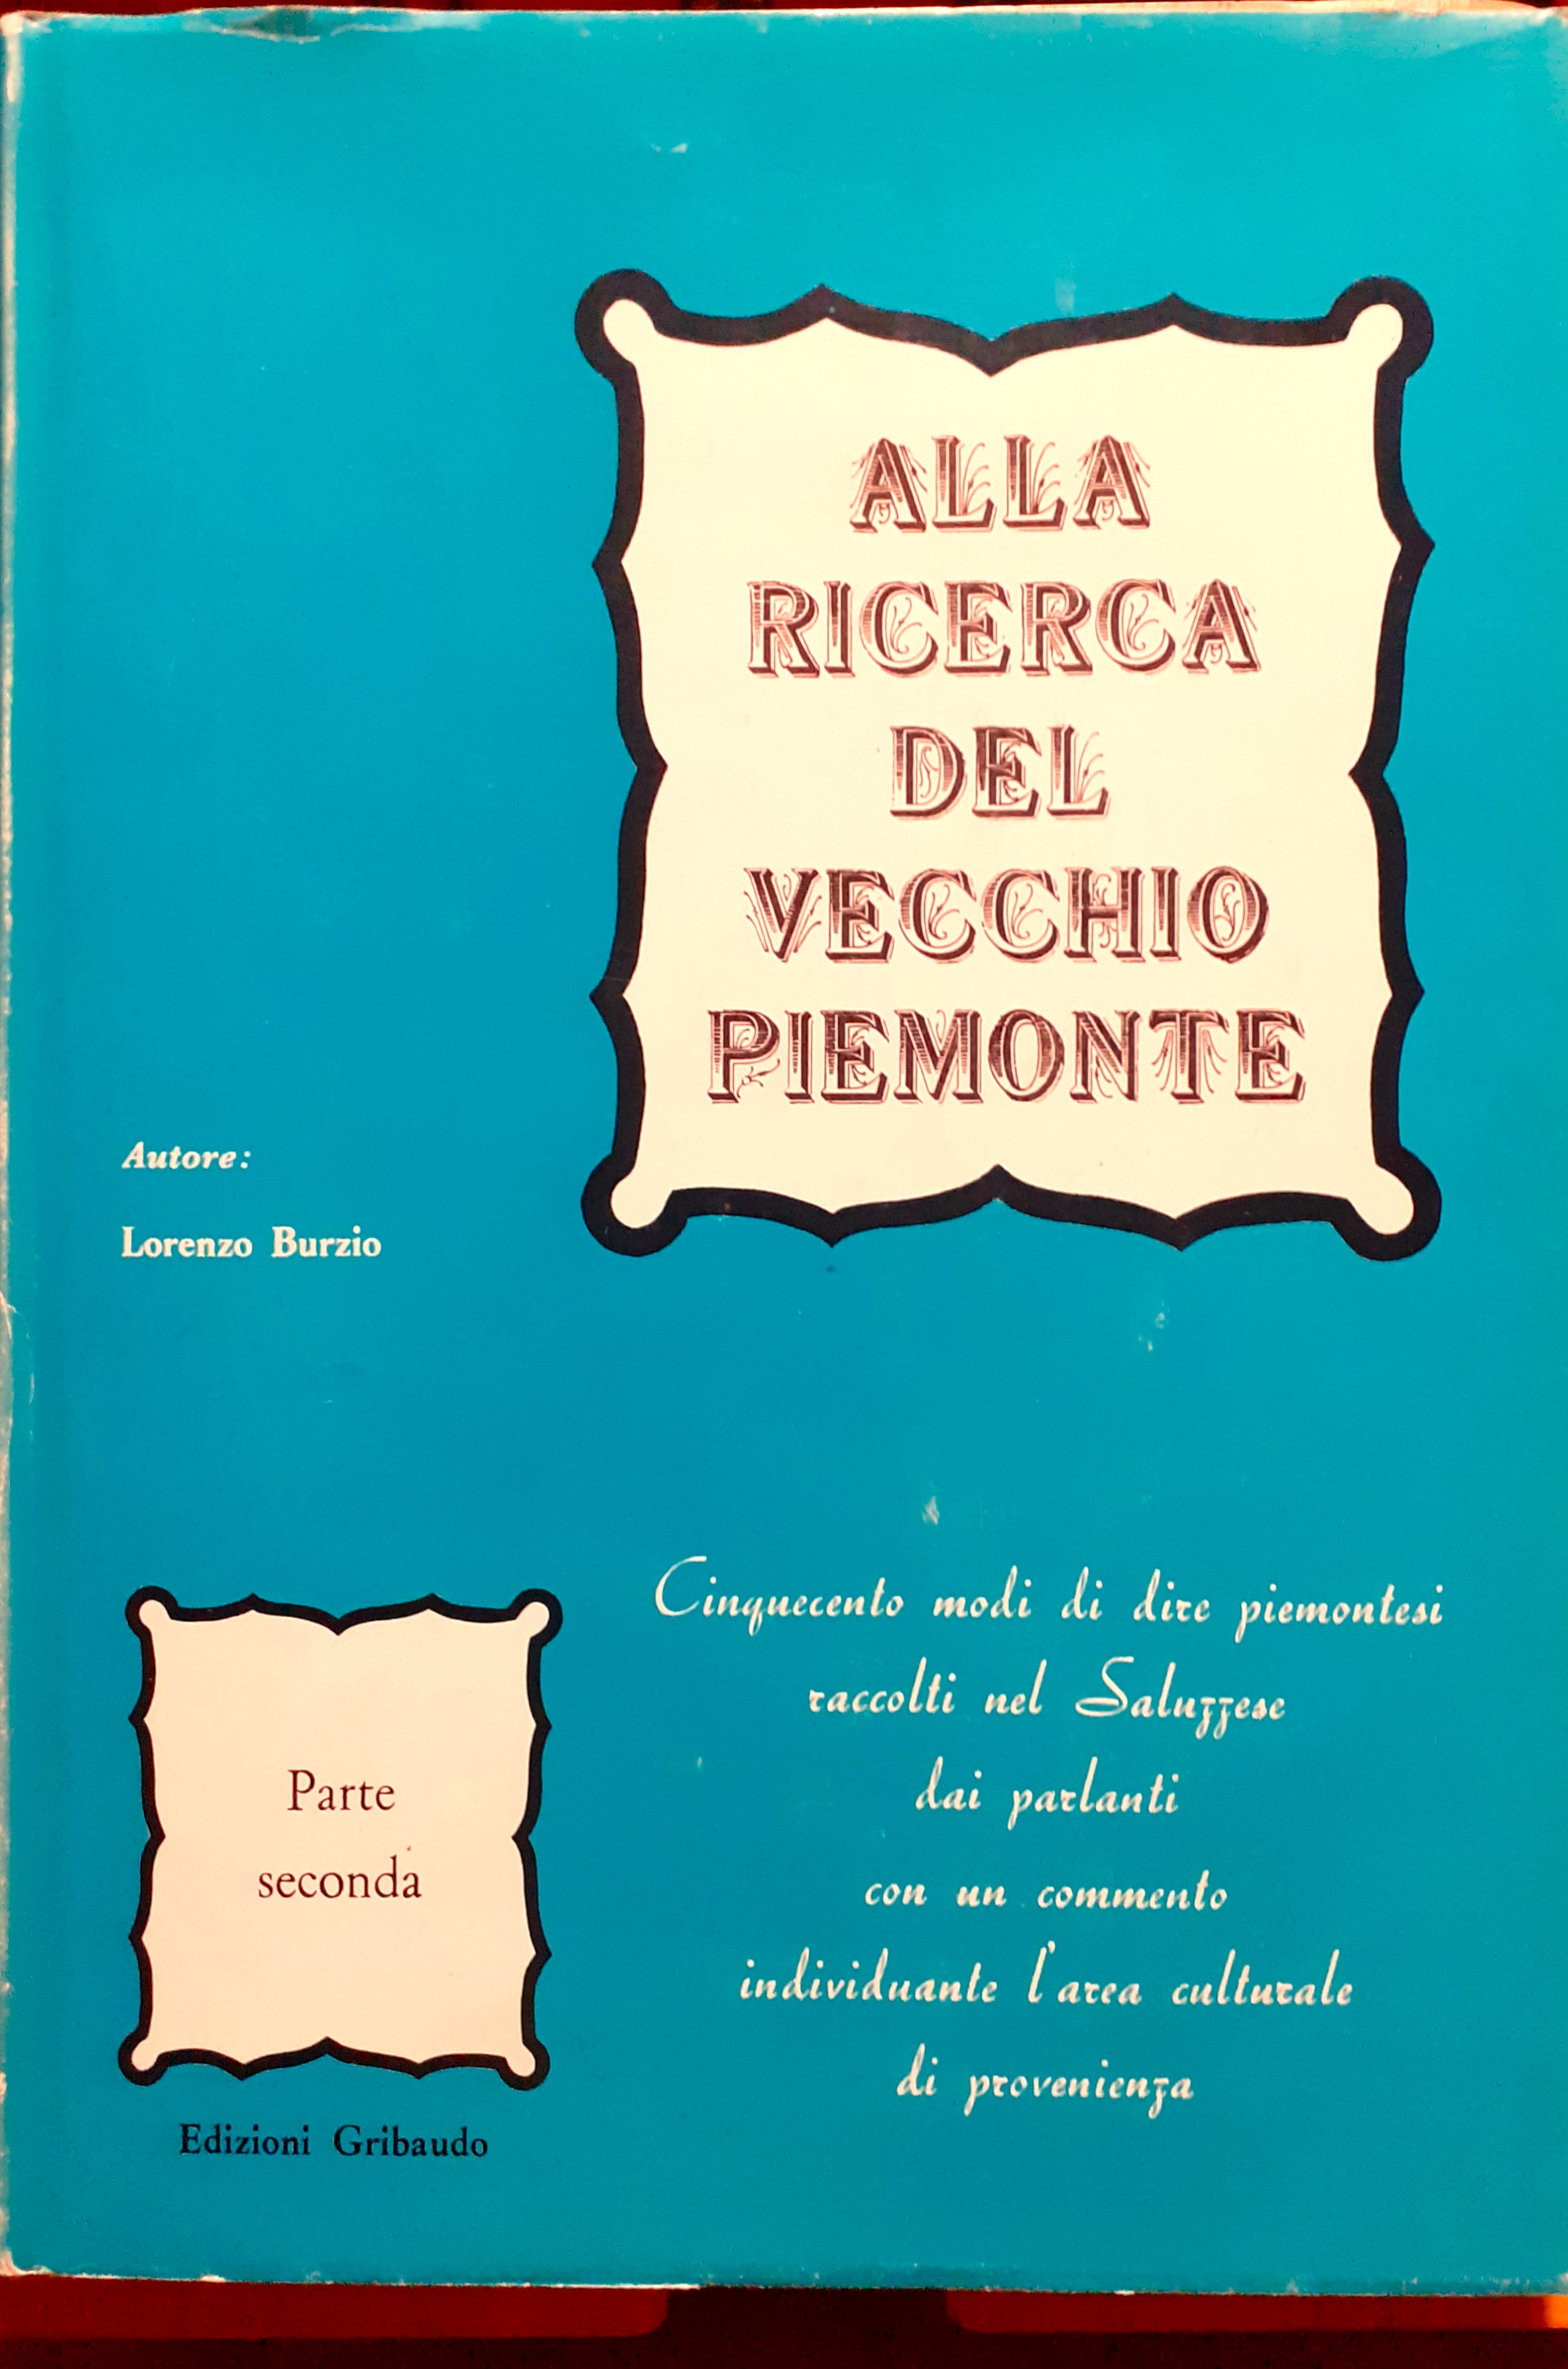 ALLA
RICERCA
DEL
VECCHIO
PIEMONTE
Autore:
Lorenzo Burzio
Cinquecento modi di dire piemontesi
raccolti nel Saluzzese
dai parlanti
con un commento
individuante l'area culturale
di provenienza
Parte
seconda
Edizioni Gribaudo